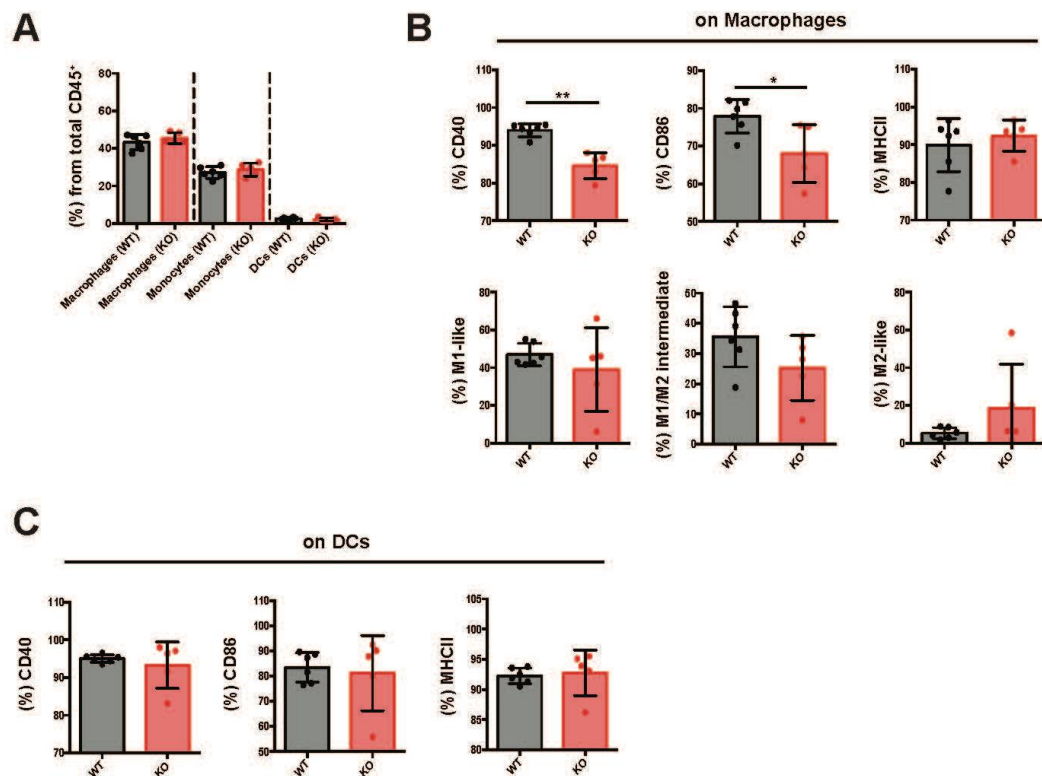 A
(%) from total CD45⁺
80
60
40
20
0
Macrophages (WT)
Macrophages (KO)
Monocytes (WT)
Monocytes (KO)
DCs (WT)
DCs (KO)
B
on Macrophages
(%) CD40
110
100
90
80
70
**
WT
KO
(%) CD86
100
90
80
70
60
50
*
WT
KO
(%) MHCII
110
100
90
80
70
WT
KO
(%) M1-like
80
60
40
20
0
WT
KO
(%) M1/M2 intermediate
50
40
30
20
10
0
WT
KO
(%) M2-like
80
60
40
20
0
WT
KO
C
on DCs
(%) CD40
110
100
90
80
70
WT
KO
(%) CD86
110
100
90
80
70
60
50
WT
KO
(%) MHCII
105
100
95
90
85
80
WT
KO